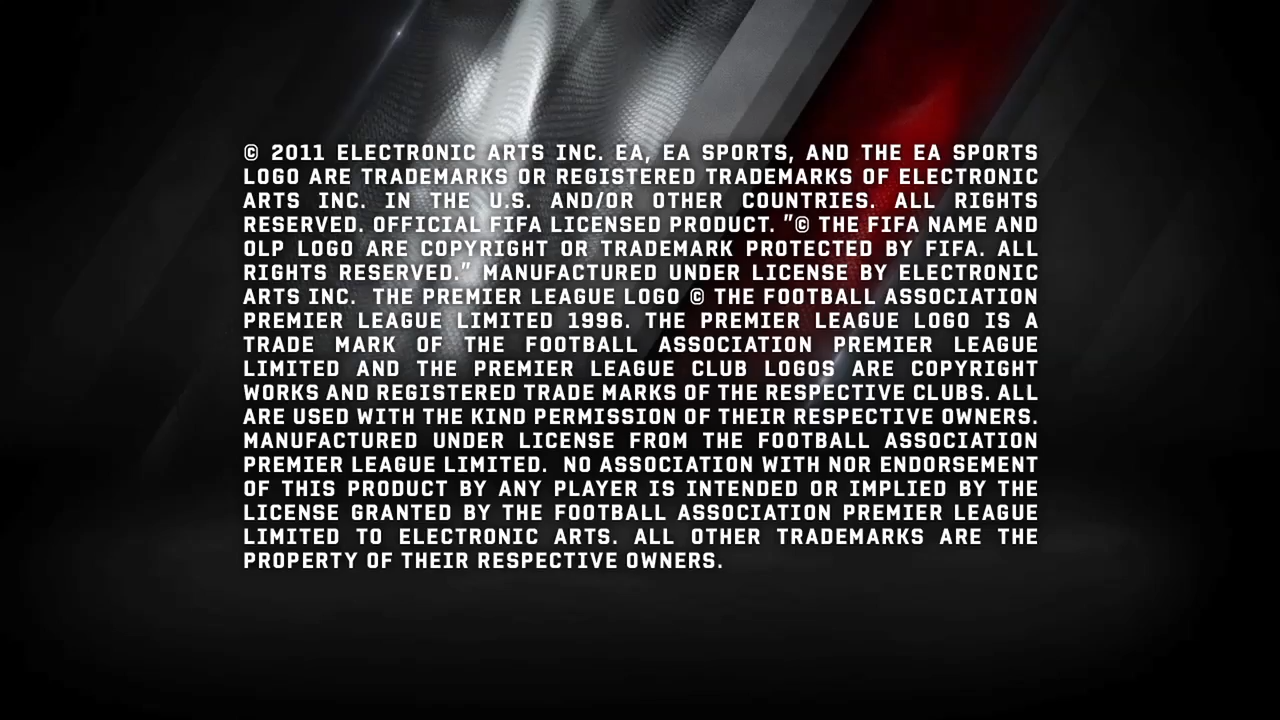 © 2011 ELECTRONIC ARTS INC. EA, EA SPORTS, AND THE EA SPORTS
LOGO ARE TRADEMARKS OR REGISTERED TRADEMARKS OF ELECTRONIC
ARTS INC. IN THE U.S. AND/OR OTHER COUNTRIES. ALL RIGHTS
RESERVED. OFFICIAL FIFA LICENSED PRODUCT. "© THE FIFA NAME AND
OLP LOGO ARE COPYRIGHT OR TRADEMARK PROTECTED BY FIFA. ALL
RIGHTS RESERVED." MANUFACTURED UNDER LICENSE BY ELECTRONIC
ARTS INC. THE PREMIER LEAGUE LOGO © THE FOOTBALL ASSOCIATION
PREMIER LEAGUE LIMITED 1996. THE PREMIER LEAGUE LOGO IS A
TRADE MARK OF THE FOOTBALL ASSOCIATION PREMIER LEAGUE
LIMITED AND THE PREMIER LEAGUE CLUB LOGOS ARE COPYRIGHT
WORKS AND REGISTERED TRADE MARKS OF THE RESPECTIVE CLUBS. ALL
ARE USED WITH THE KIND PERMISSION OF THEIR RESPECTIVE OWNERS.
MANUFACTURED UNDER LICENSE FROM THE FOOTBALL ASSOCIATION
PREMIER LEAGUE LIMITED. NO ASSOCIATION WITH NOR ENDORSEMENT
OF THIS PRODUCT BY ANY PLAYER IS INTENDED OR IMPLIED BY THE
LICENSE GRANTED BY THE FOOTBALL ASSOCIATION PREMIER LEAGUE
LIMITED TO ELECTRONIC ARTS. ALL OTHER TRADEMARKS ARE THE
PROPERTY OF THEIR RESPECTIVE OWNERS.